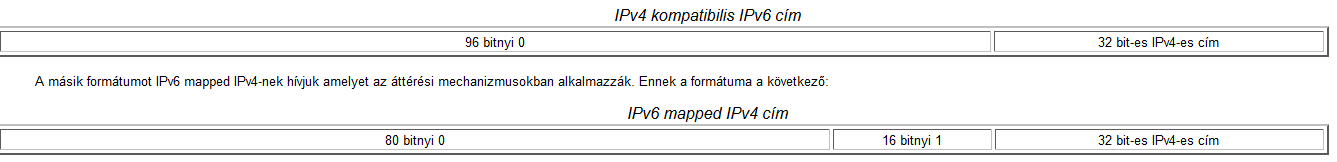 IPv4 kompatibilis IPv6 cím
96 bitnyi 0 32 bit-es IPv4-es cím
A másik formátumot IPv6 mapped IPv4-nek hívjuk amelyet az áttérési mechanizmusokban alkalmazzák. Ennek a formátuma a következő:
IPv6 mapped IPv4 cím
80 bitnyi 0 16 bitnyi 1 32 bit-es IPv4-es cím